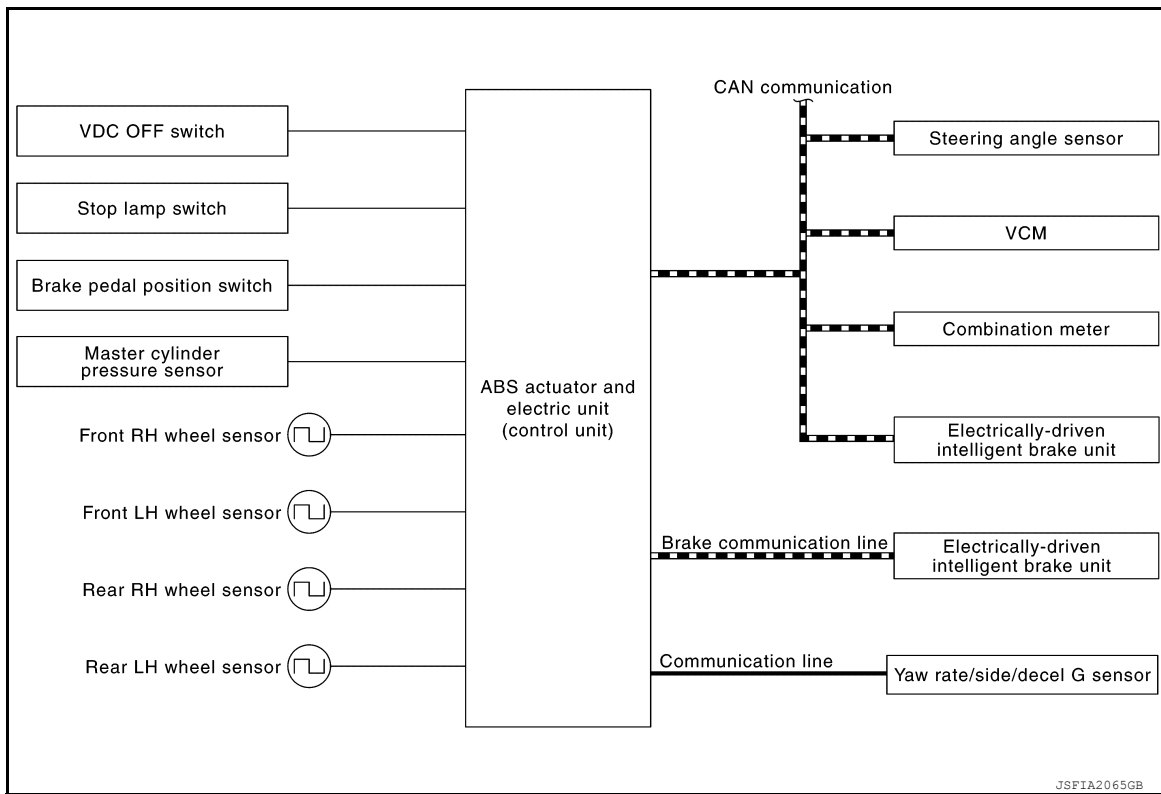 VDC OFF switch
Stop lamp switch
Brake pedal position switch
Master cylinder
pressure sensor
Front RH wheel sensor
Front LH wheel sensor
Rear RH wheel sensor
Rear LH wheel sensor
ABS actuator and
electric unit
(control unit)
CAN communication
Steering angle sensor
VCM
Combination meter
Electrically-driven
intelligent brake unit
Brake communication line
Electrically-driven
intelligent brake unit
Communication line
Yaw rate/side/decel G sensor
JSFIA2065GB